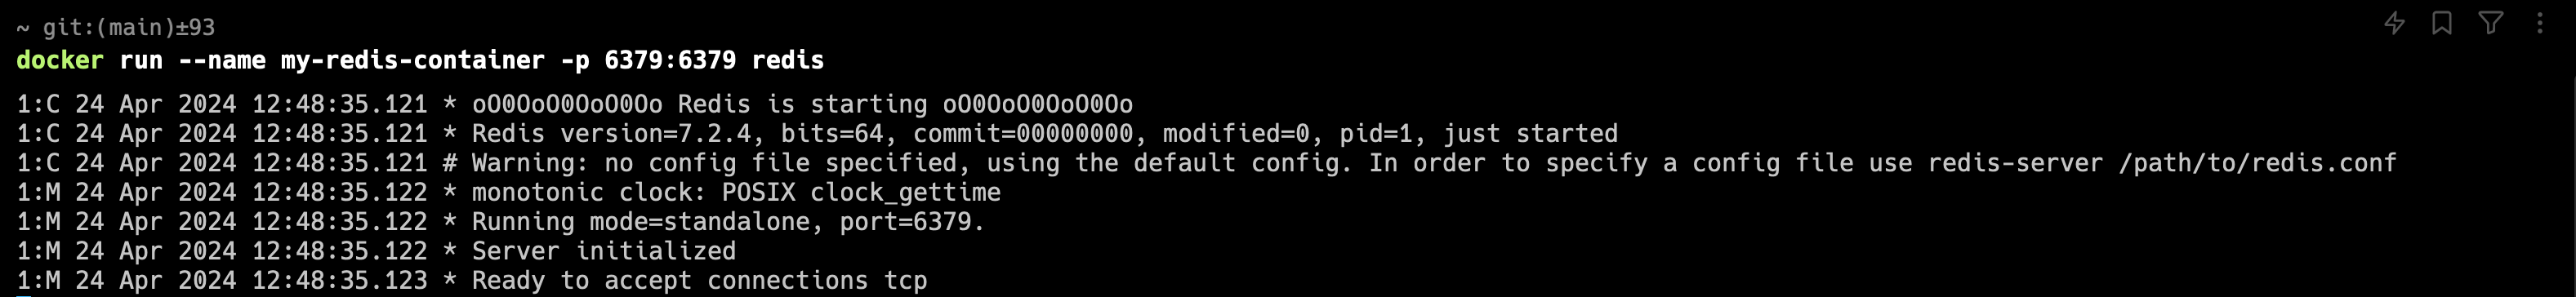 ~ git:(main)±93
docker run --name my-redis-container -p 6379:6379 redis
1:C 24 Apr 2024 12:48:35.121 * oO0OoO0OoO0Oo Redis is starting oO0OoO0OoO0Oo
1:C 24 Apr 2024 12:48:35.121 * Redis version=7.2.4, bits=64, commit=00000000, modified=0, pid=1, just started
1:C 24 Apr 2024 12:48:35.121 # Warning: no config file specified, using the default config. In order to specify a config file use redis-server /path/to/redis.conf
1:M 24 Apr 2024 12:48:35.122 * monotonic clock: POSIX clock_gettime
1:M 24 Apr 2024 12:48:35.122 * Running mode=standalone, port=6379.
1:M 24 Apr 2024 12:48:35.122 * Server initialized
1:M 24 Apr 2024 12:48:35.123 * Ready to accept connections tcp